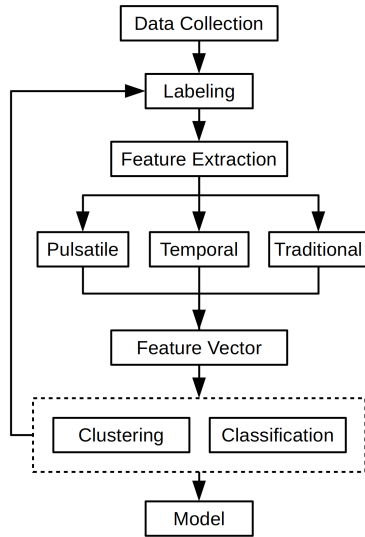 Data Collection
Labeling
Feature Extraction
Pulsatile Temporal Traditional
Feature Vector
Clustering Classification
Model